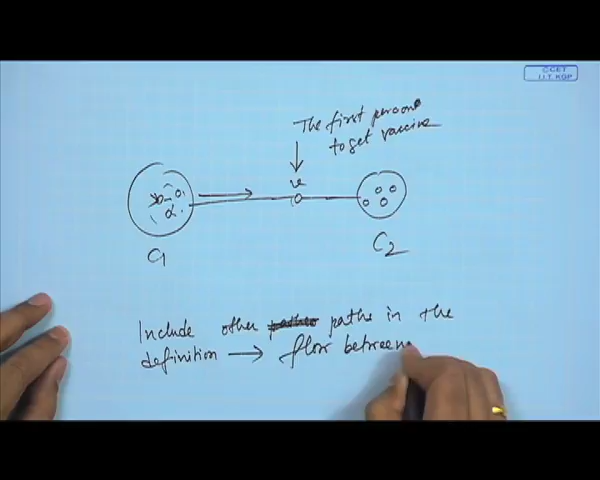 CCET
I.I.T. KGP
The first person
to get vaccine
v
C1
C2
Include other paths in the
definition → flow between